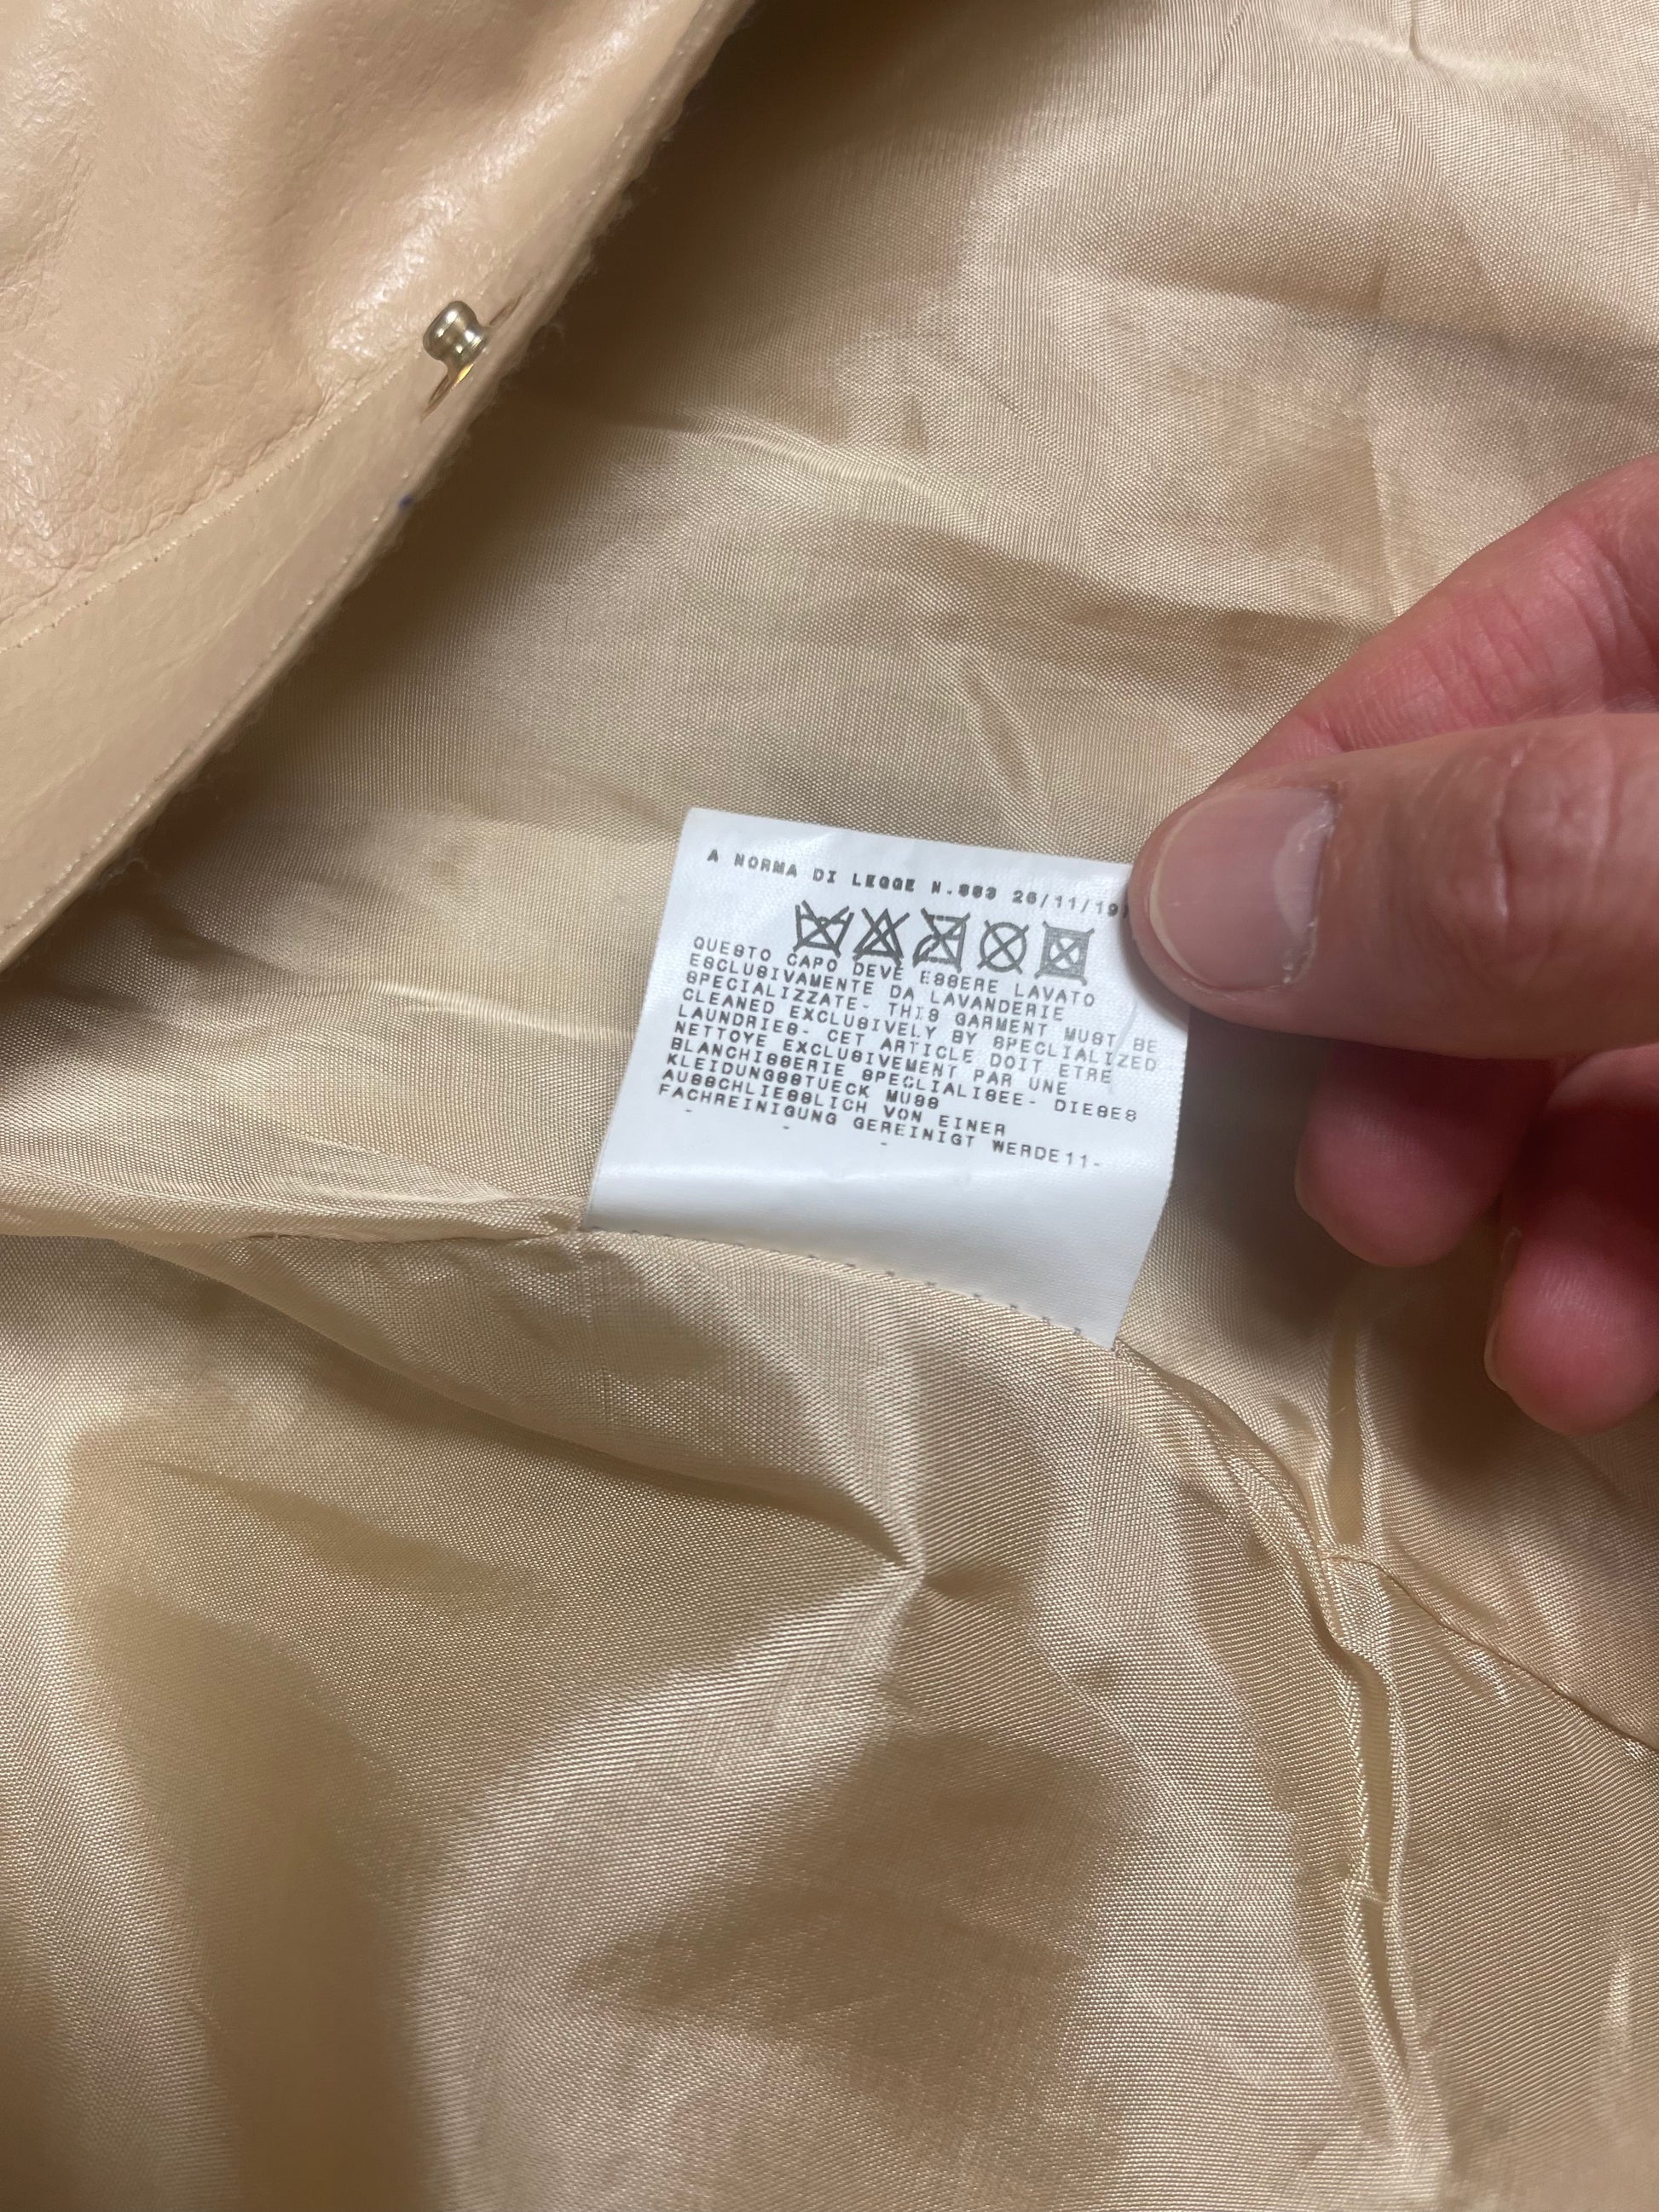 A NORMA DI LEGGE N.883 26/11/19
QUESTO CAPO DEVE ESSERE LAVATO
ESCLUSIVAMENTE DA LAVANDERIE
SPECIALIZZATE- THIS GARMENT MUST BE
CLEANED EXCLUSIVELY BY SPECLIALIZED
LAUNDRIES- CET ARTICLE DOIT ETRE
NETTOYE EXCLUSIVEMENT PAR UNE
BLANCHISSERIE SPECLIALISEE- DIESES
KLEIDUNGSSTUECK MUSS
AUSSCHLIESSLICH VON EINER
FACHREINIGUNG GEREINIGT WERDE11-